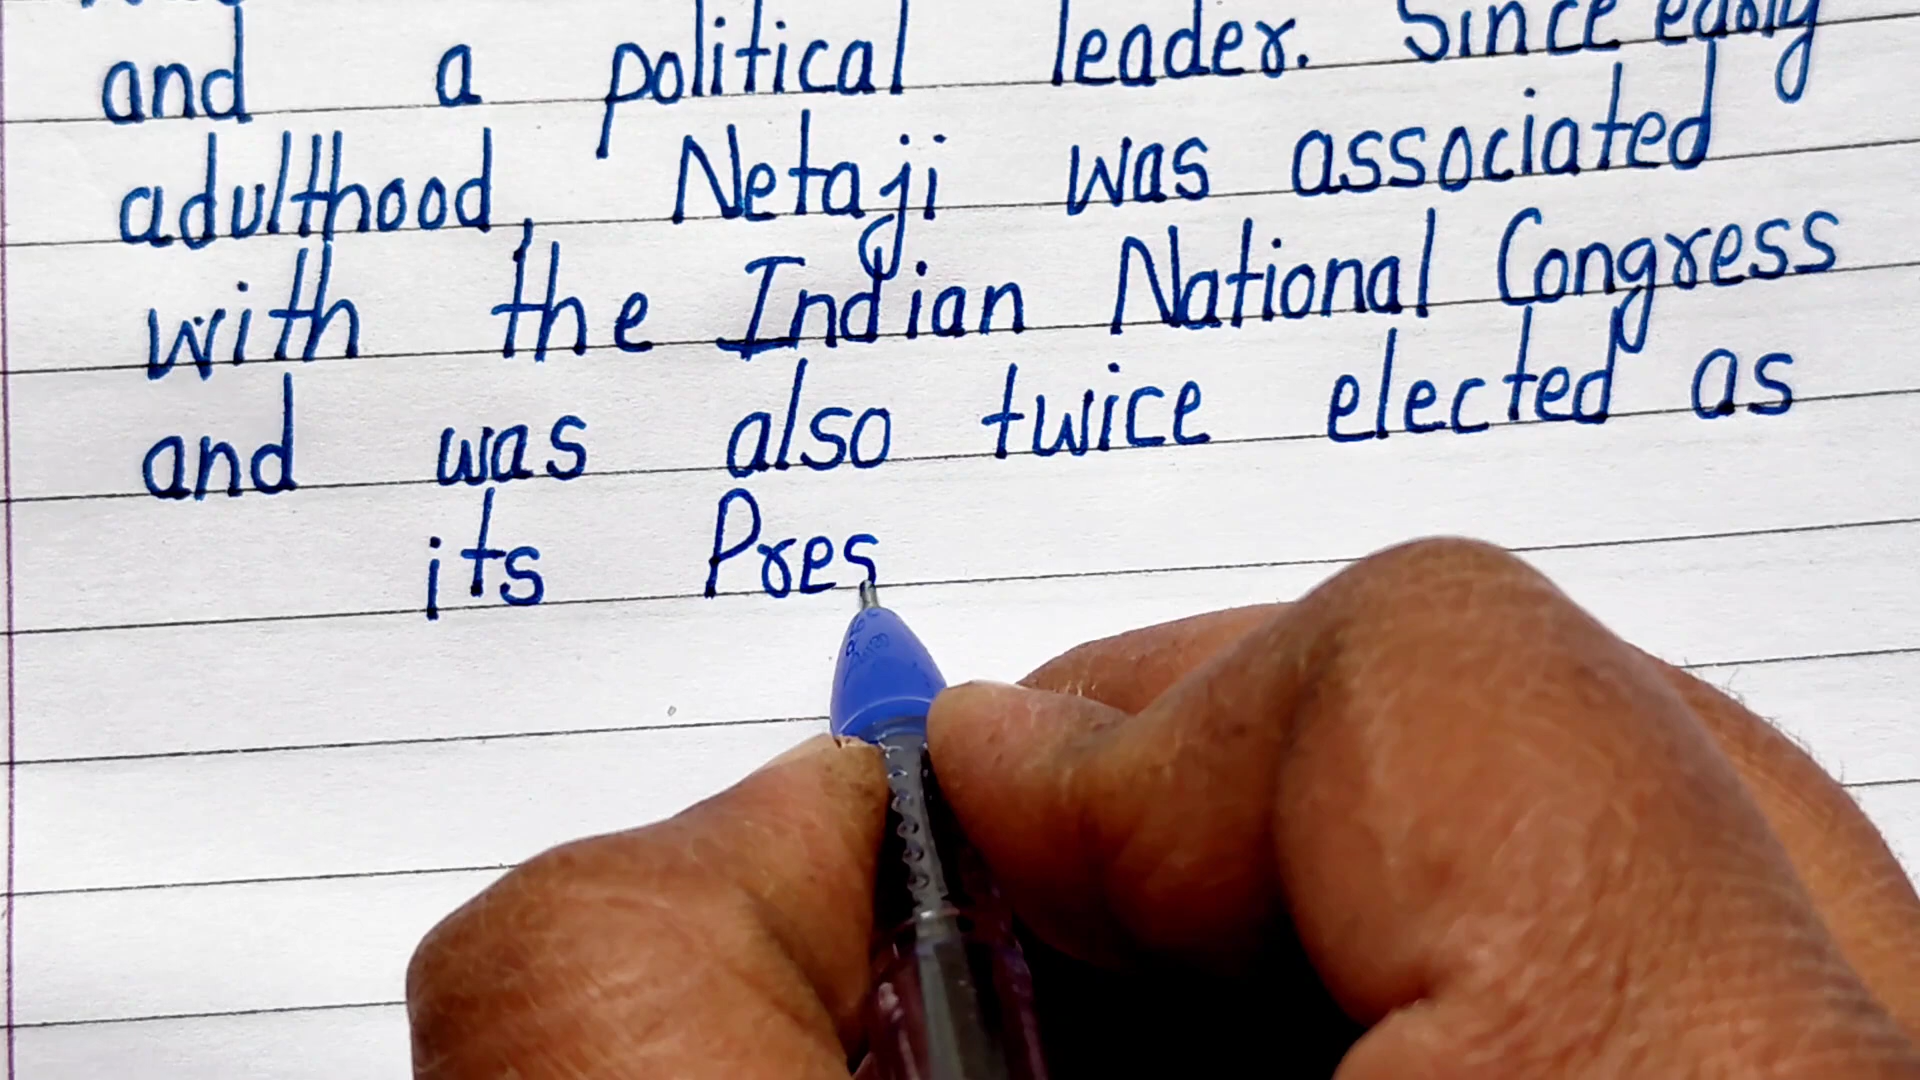 and a political leader. Since early
adulthood, Netaji was associated
with the Indian National Congress
and was also twice elected as
its Pres